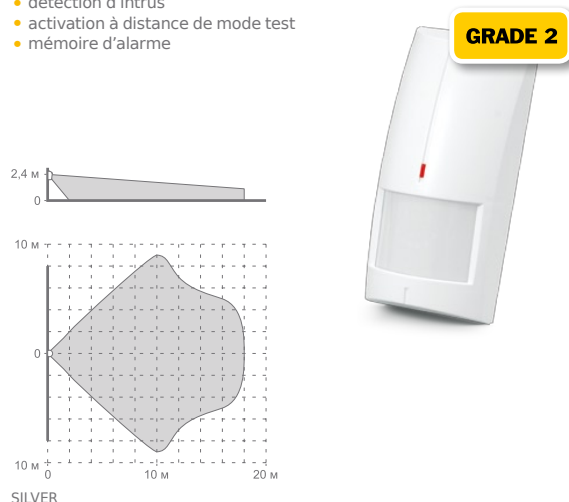 • détection d'intrus
• activation à distance de mode test
• mémoire d'alarme
GRADE 2
2,4 м
0
10 м
0
10 м
0
10 м
20 м
SILVER